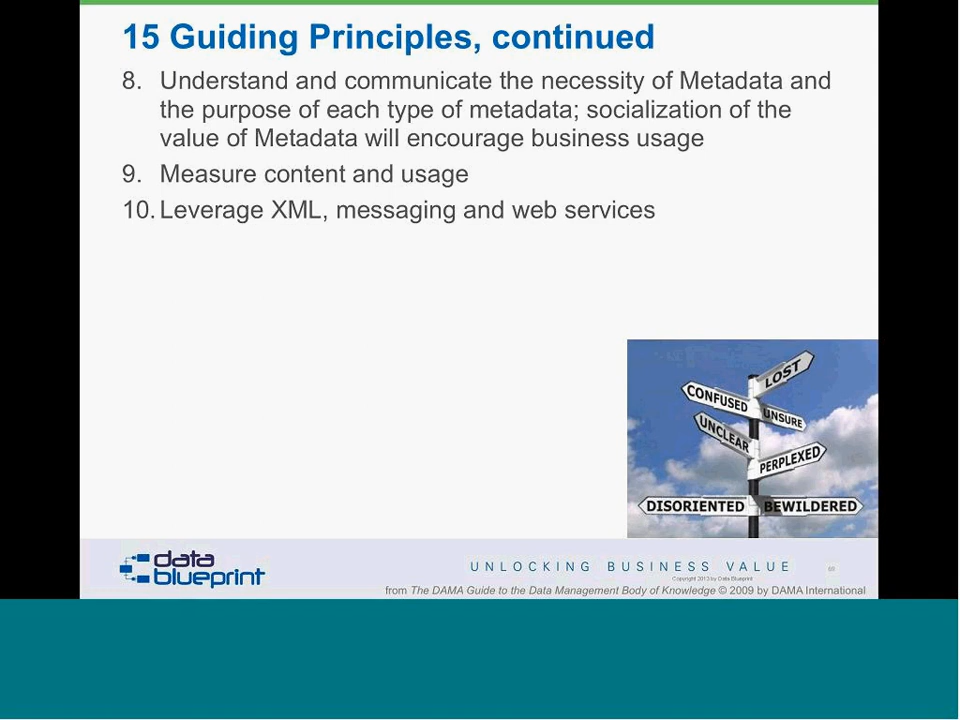 15 Guiding Principles, continued
8. Understand and communicate the necessity of Metadata and
the purpose of each type of metadata; socialization of the
value of Metadata will encourage business usage
9. Measure content and usage
10. Leverage XML, messaging and web services
LOST
CONFUSED
UNSURE
UNCLEAR
PERPLEXED
DISORIENTED BEWILDERED
data
blueprint
UNLOCKING BUSINESS VALUE
Copyright 2013 by Data Blueprint
from The DAMA Guide to the Data Management Body of Knowledge © 2009 by DAMA International